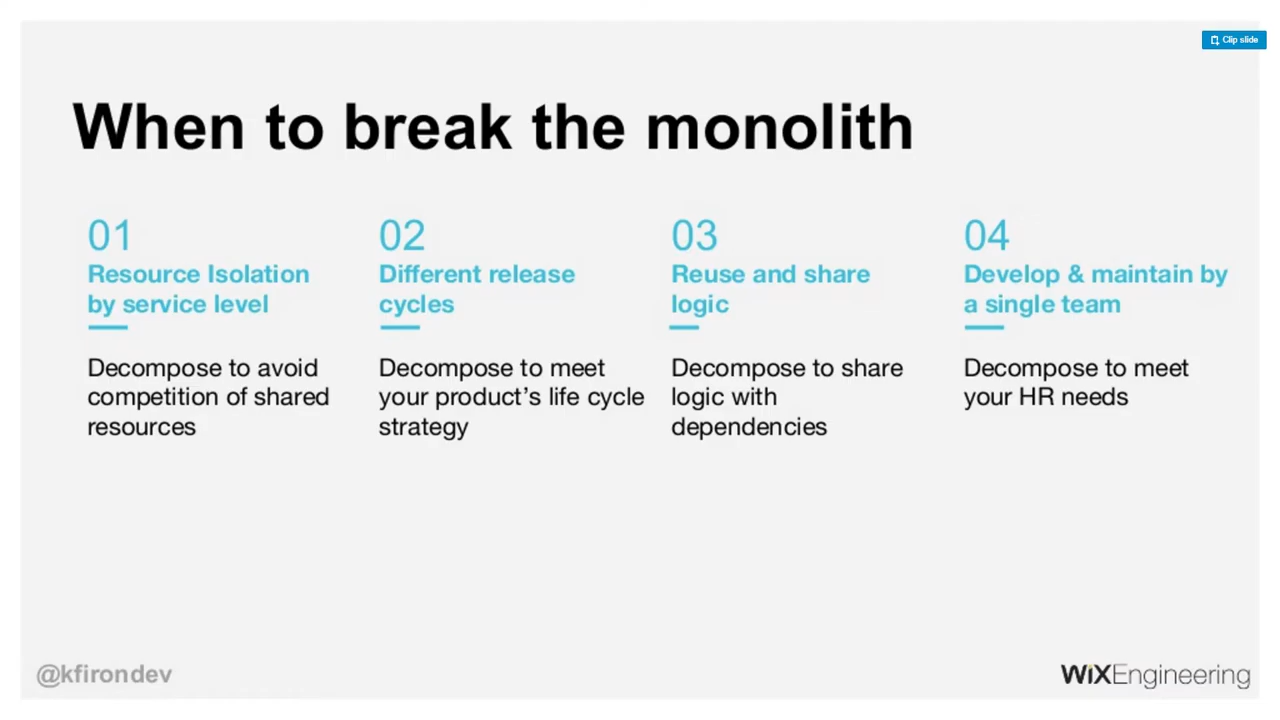 Clip slide
When to break the monolith
01
Resource Isolation
by service level
Decompose to avoid
competition of shared
resources
02
Different release
cycles
Decompose to meet
your product's life cycle
strategy
03
Reuse and share
logic
Decompose to share
logic with
dependencies
04
Develop & maintain by
a single team
Decompose to meet
your HR needs
@kfirondev
WiXEngineering